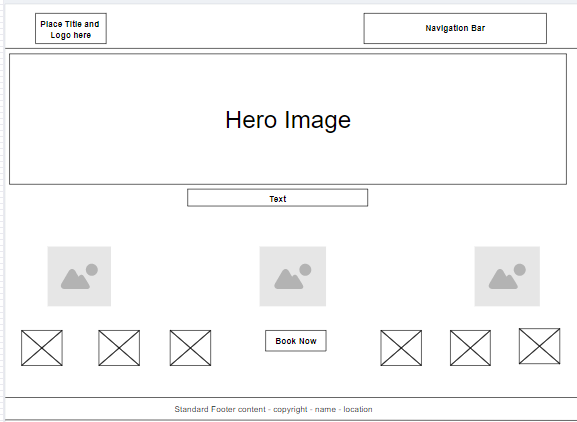 Place Title and
Logo here
Navigation Bar
Hero Image
Text
Book Now
Standard Footer content - copyright - name - location